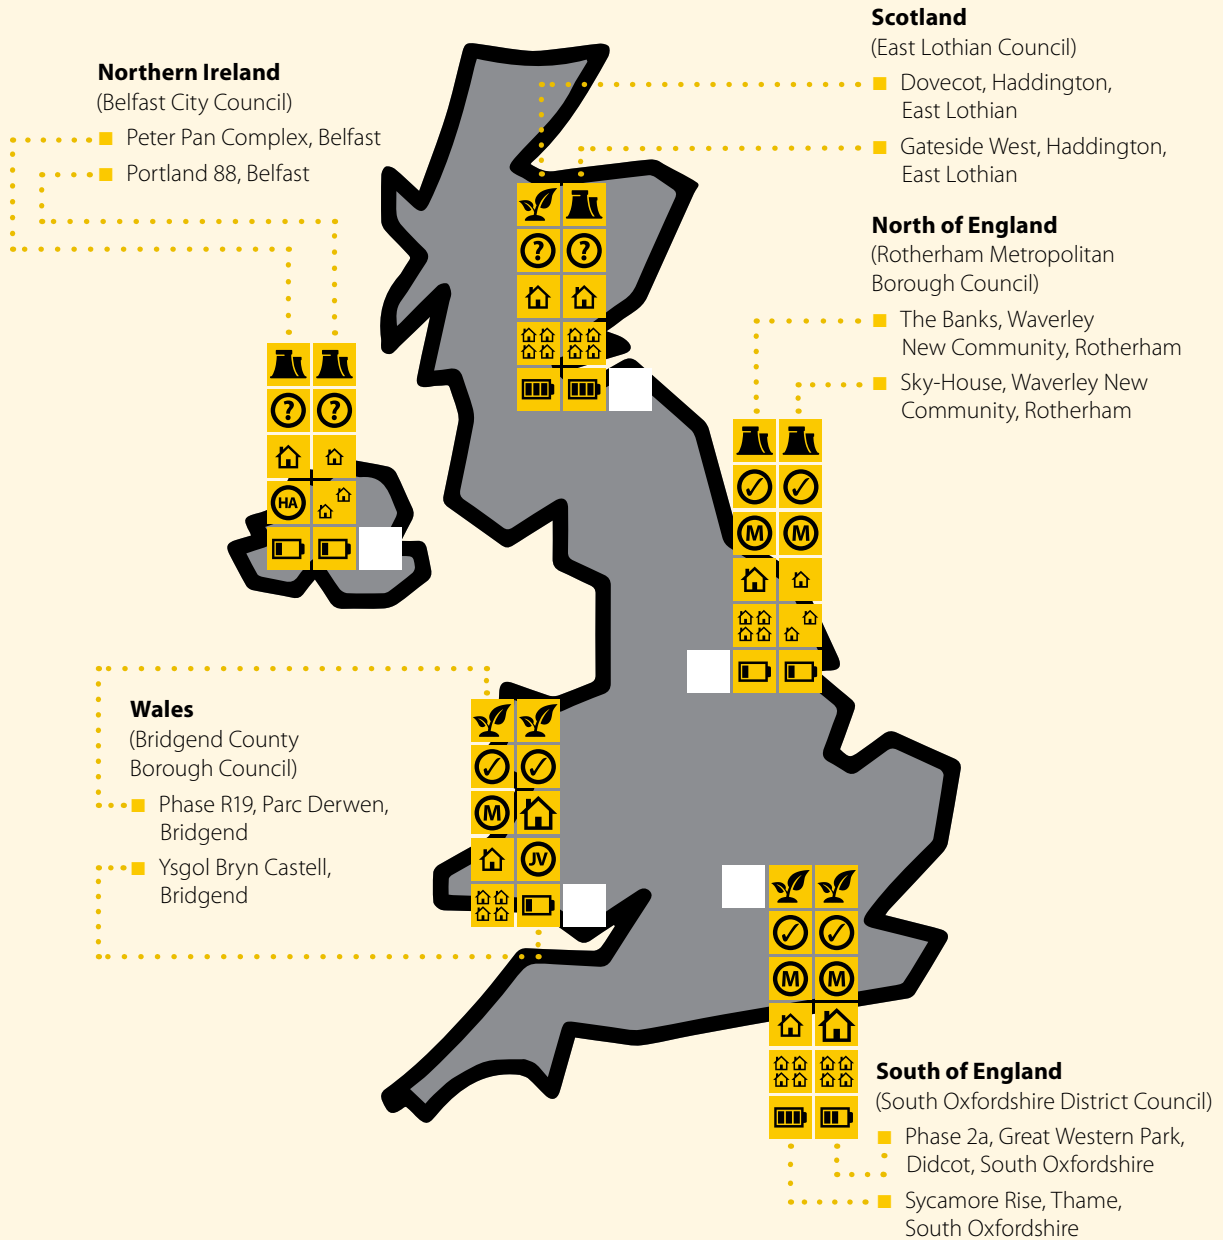 Scotland
(East Lothian Council)
Dovecot, Haddington,
East Lothian
Gateside West, Haddington,
East Lothian
Northern Ireland
(Belfast City Council)
Peter Pan Complex, Belfast
Portland 88, Belfast
North of England
(Rotherham Metropolitan
Borough Council)
The Banks, Waverley
New Community, Rotherham
Sky-House, Waverley New
Community, Rotherham
? ?
? ?
HA
M M
Wales
(Bridgend County
Borough Council)
Phase R19, Parc Derwen,
Bridgend
Ysgol Bryn Castell,
Bridgend
M
JV
M M
South of England
(South Oxfordshire District Council)
Phase 2a, Great Western Park,
Didcot, South Oxfordshire
Sycamore Rise, Thame,
South Oxfordshire